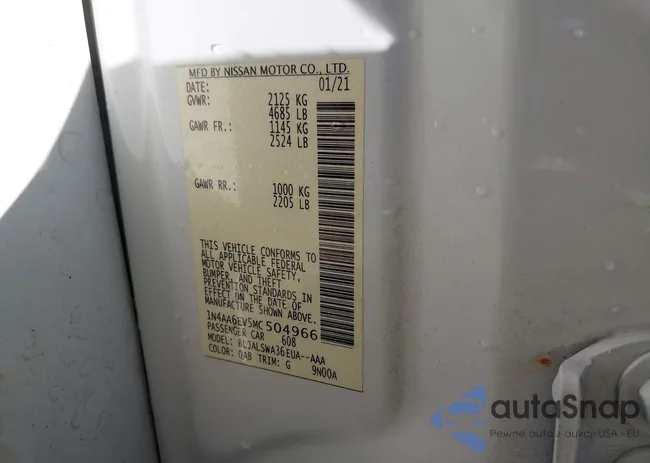 MFD BY NISSAN MOTOR CO., LTD.
DATE: 01/21
GVWR: 2125 KG
4685 LB
GAWR FR.: 1145 KG
2524 LB
GAWR RR.: 1000 KG
2205 LB
THIS VEHICLE CONFORMS TO
ALL APPLICABLE FEDERAL
MOTOR VEHICLE SAFETY,
BUMPER, AND THEFT
PREVENTION STANDARDS IN
EFFECT ON THE DATE OF
MANUFACTURE SHOWN ABOVE.
1N4AA6EV5MC504966
PASSENGER CAR 608
MODEL: BLJALSWA36EUA--AAA
COLOR: QAB TRIM: G 9N00A
autoSnap
Pewne auto z aukcji USA i EU